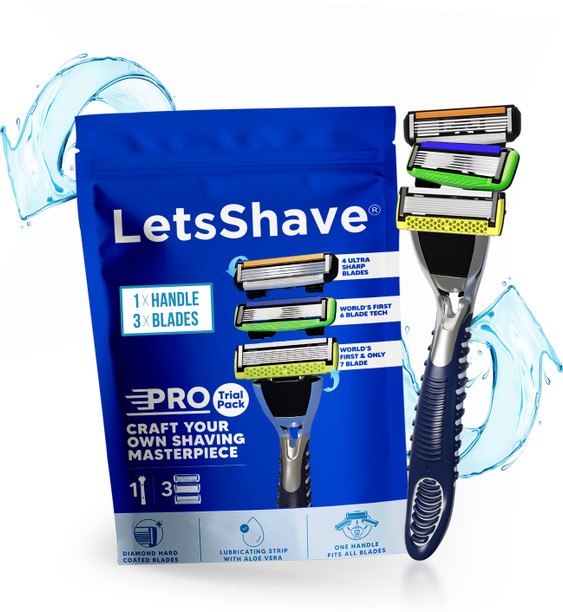 LetsShave®
4 ULTRA
SHARP
BLADES
1 X HANDLE
3 X BLADES
WORLD'S FIRST
6 BLADE TECH
WORLD'S
FIRST & ONLY
7 BLADE
PRO Trial
Pack
CRAFT YOUR
OWN SHAVING
MASTERPIECE
1 3
DIAMOND HARD
COATED BLADES
LUBRICATING STRIP
WITH ALOE VERA
ONE HANDLE
FITS ALL BLADES